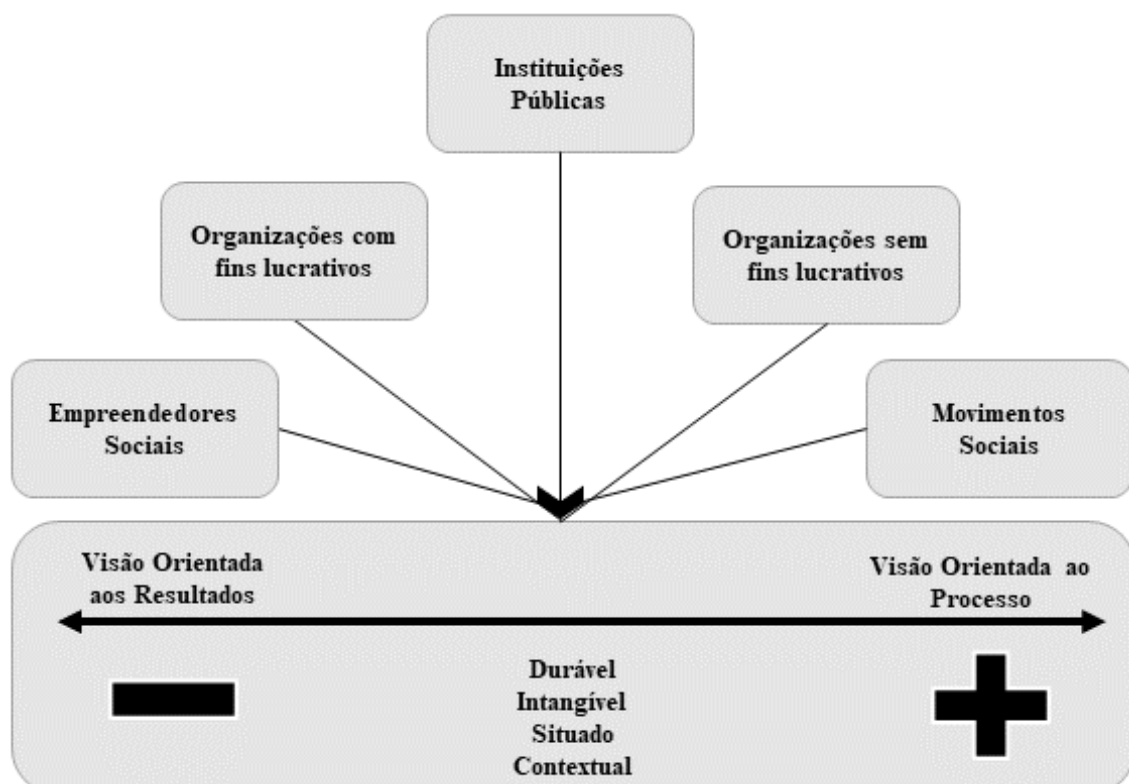 Instituições
Públicas
Organizações com
fins lucrativos
Organizações sem
fins lucrativos
Empreendedores
Sociais
Movimentos
Sociais
Visão Orientada
aos Resultados
Visão Orientada ao
Processo
Durável
Intangível
Situado
Contextual